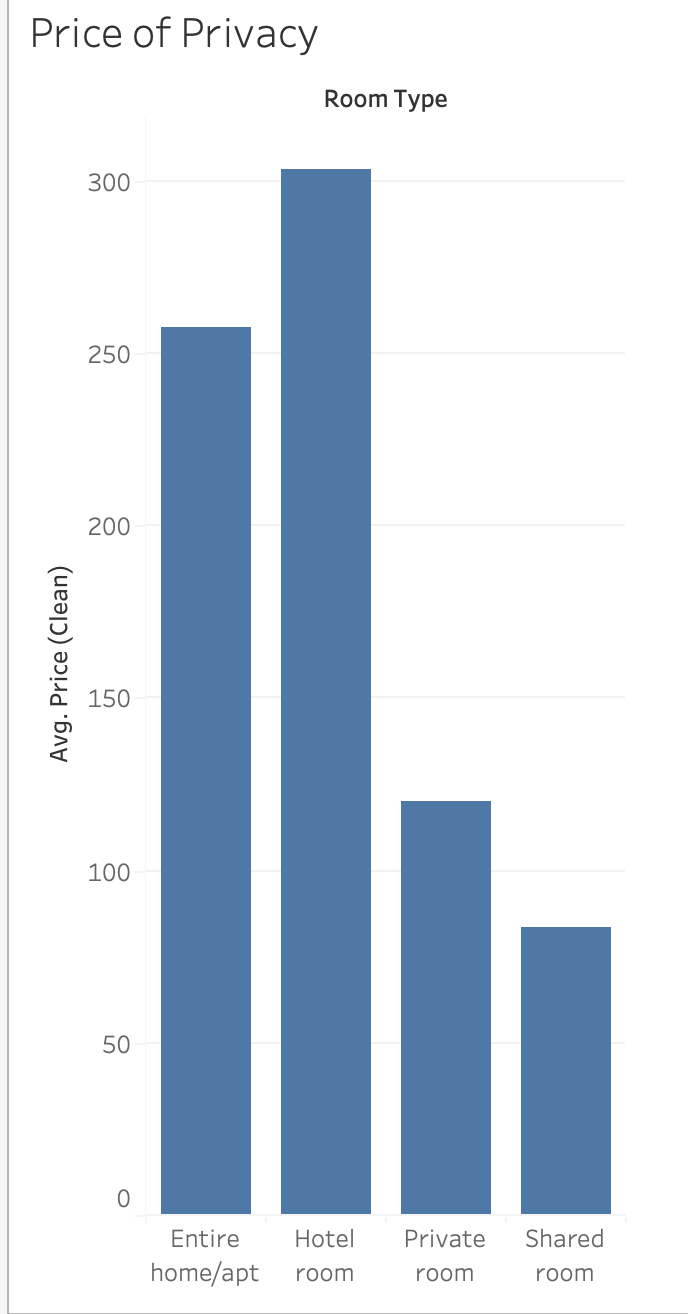 Price of Privacy
Room Type
Avg. Price (Clean)
300
250
200
150
100
50
0
Entire
home/apt
Hotel
room
Private
room
Shared
room